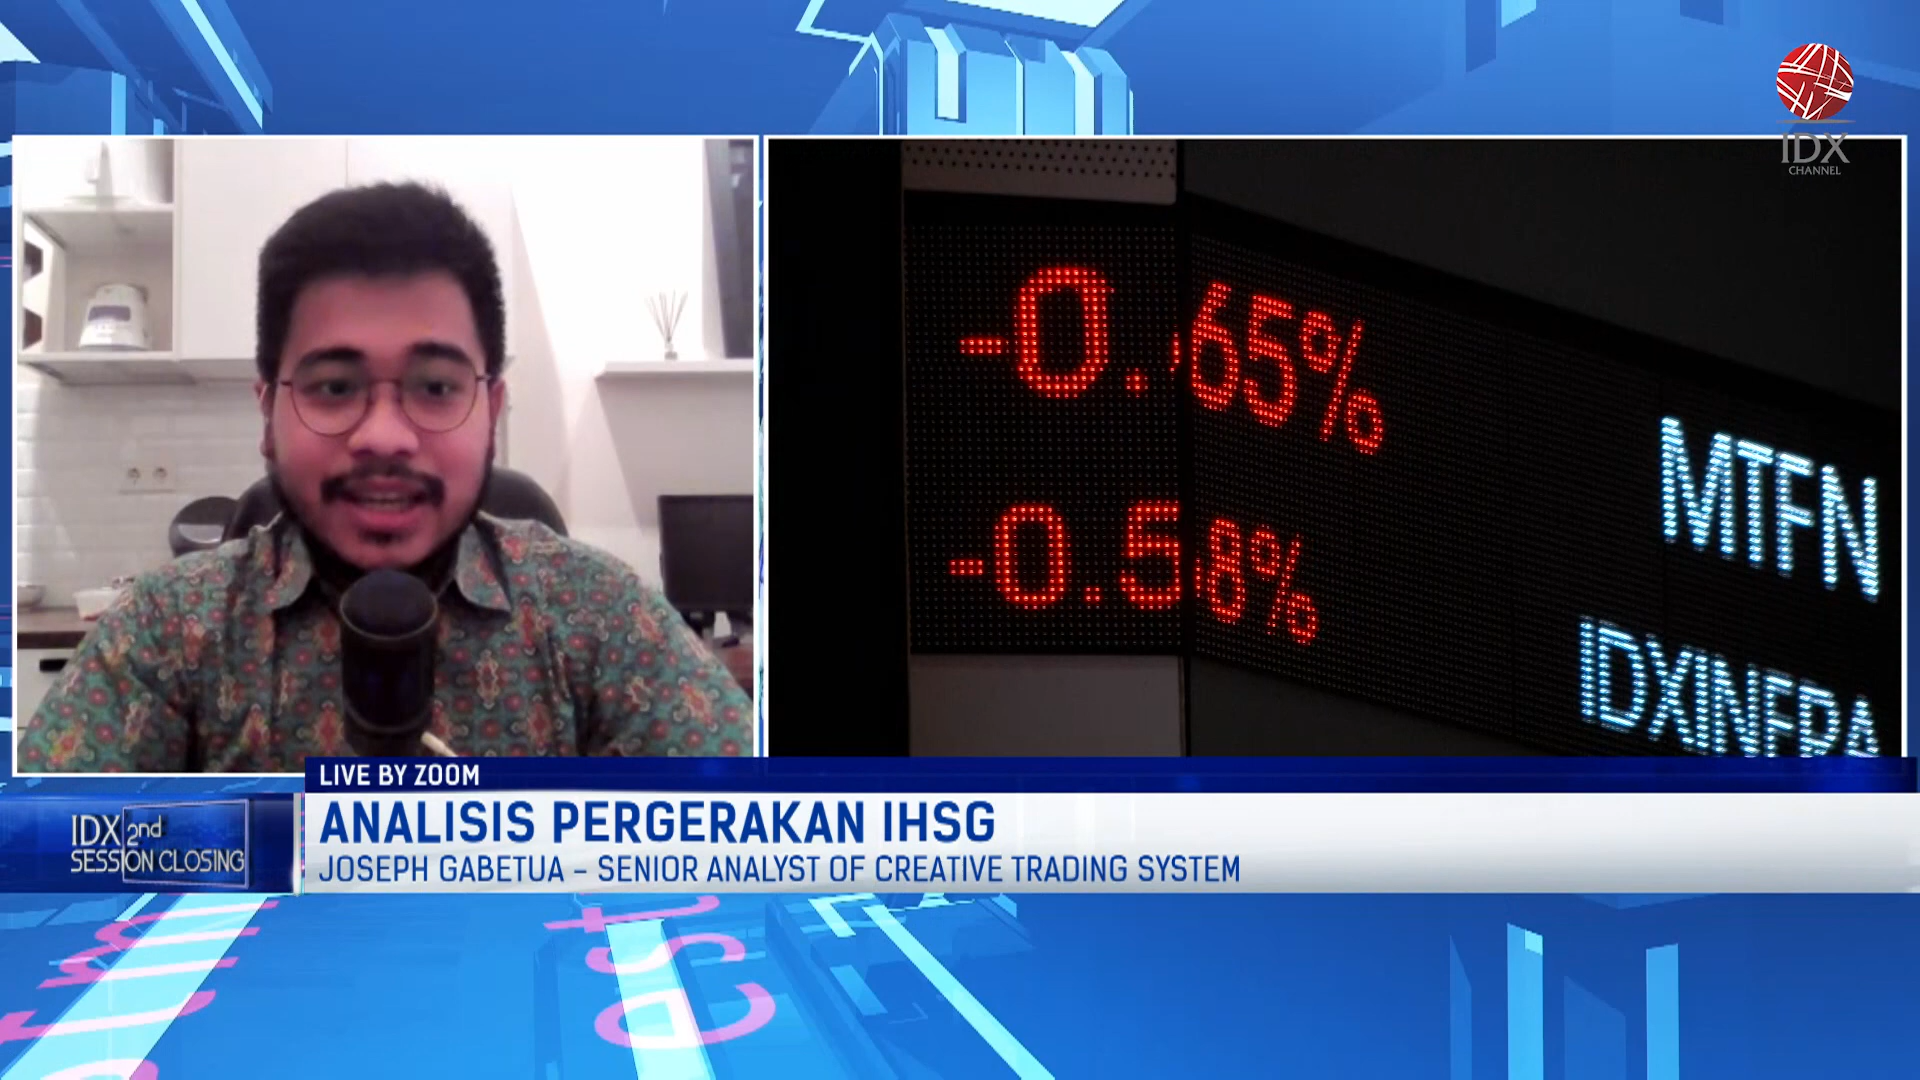 IDX
CHANNEL
-0.65%
-0.58%
MTFN
IDXINFRA
LIVE BY ZOOM
ANALISIS PERGERAKAN IHSG
JOSEPH GABETUA - SENIOR ANALYST OF CREATIVE TRADING SYSTEM
IDX 2nd
SESSION CLOSING